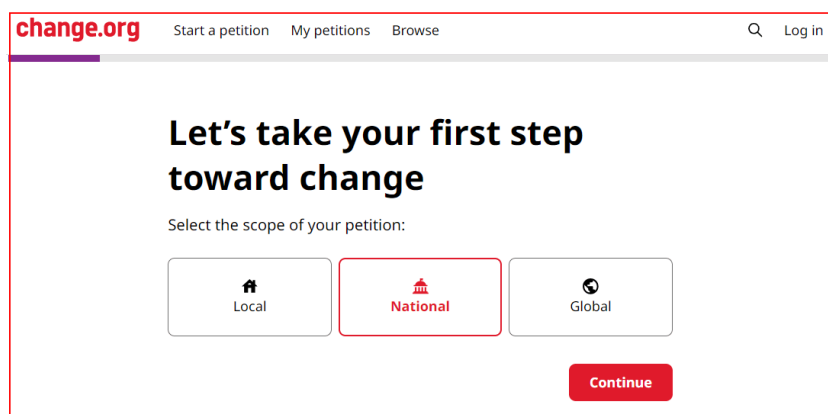 change.org Start a petition My petitions Browse Log in
Let's take your first step
toward change
Select the scope of your petition:
Local National Global
Continue